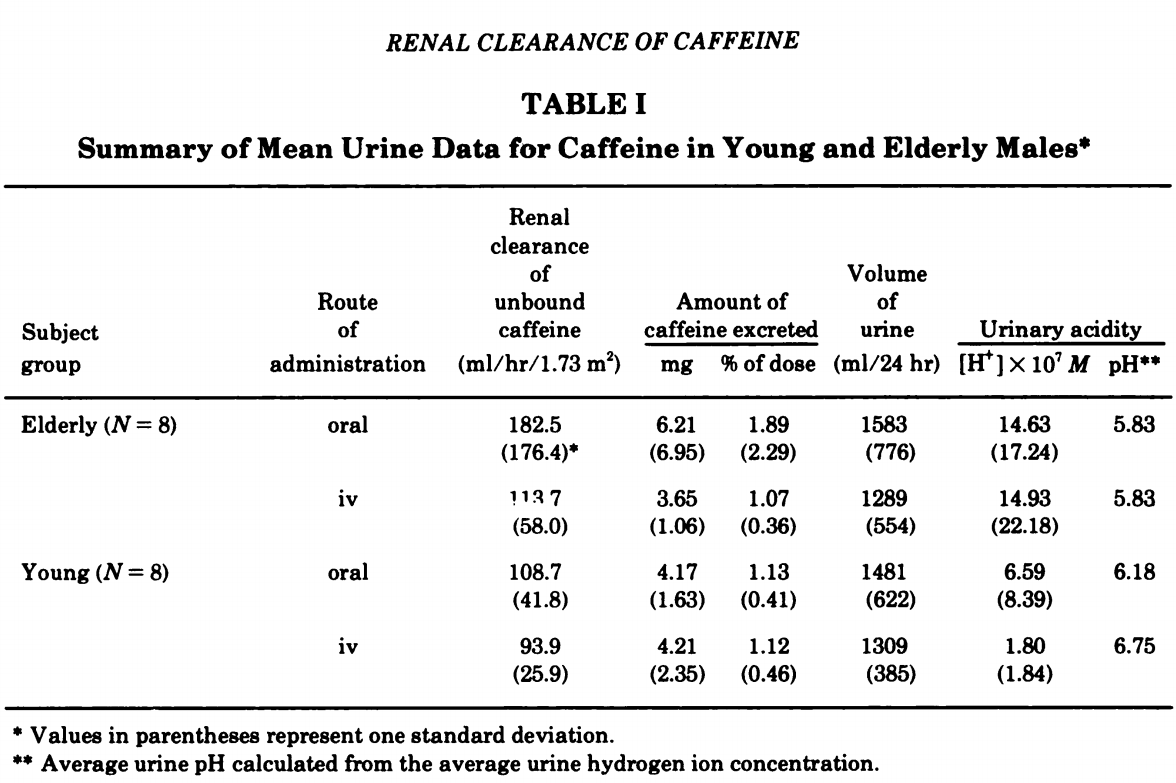 RENAL CLEARANCE OF CAFFEINE
TABLE I
Summary of Mean Urine Data for Caffeine in Young and Elderly Males*
Renal
clearance
of Volume
Route unbound Amount of of
Subject of caffeine caffeine excreted urine Urinary acidity
group administration (ml/hr/1.73 m²) mg % of dose (ml/24 hr) [H⁺] × 10⁷ M pH**
Elderly (N = 8) oral 182.5 6.21 1.89 1583 14.63 5.83
(176.4)* (6.95) (2.29) (776) (17.24)
iv 3.65 1.07 1289 14.93 5.83
(58.0) (1.06) (0.36) (554) (22.18)
Young (N = 8) oral 108.7 4.17 1.13 1481 6.59 6.18
(41.8) (1.63) (0.41) (622) (8.39)
iv 93.9 4.21 1.12 1309 1.80 6.75
(25.9) (2.35) (0.46) (385) (1.84)
* Values in parentheses represent one standard deviation.
** Average urine pH calculated from the average urine hydrogen ion concentration.